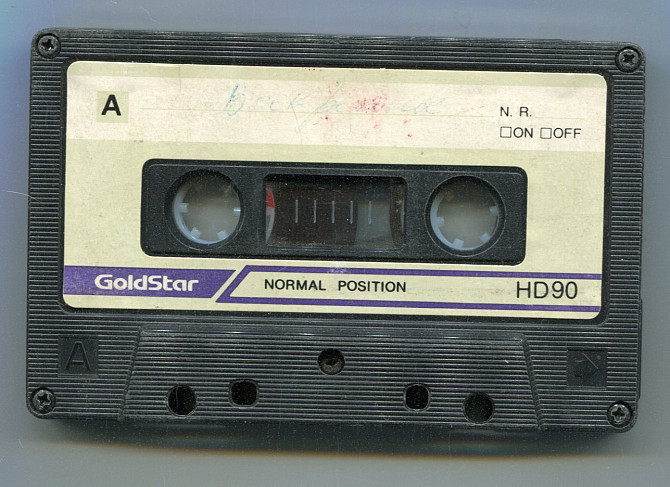 A
N. R.
□ON □OFF
GoldStar
NORMAL POSITION
HD90
A